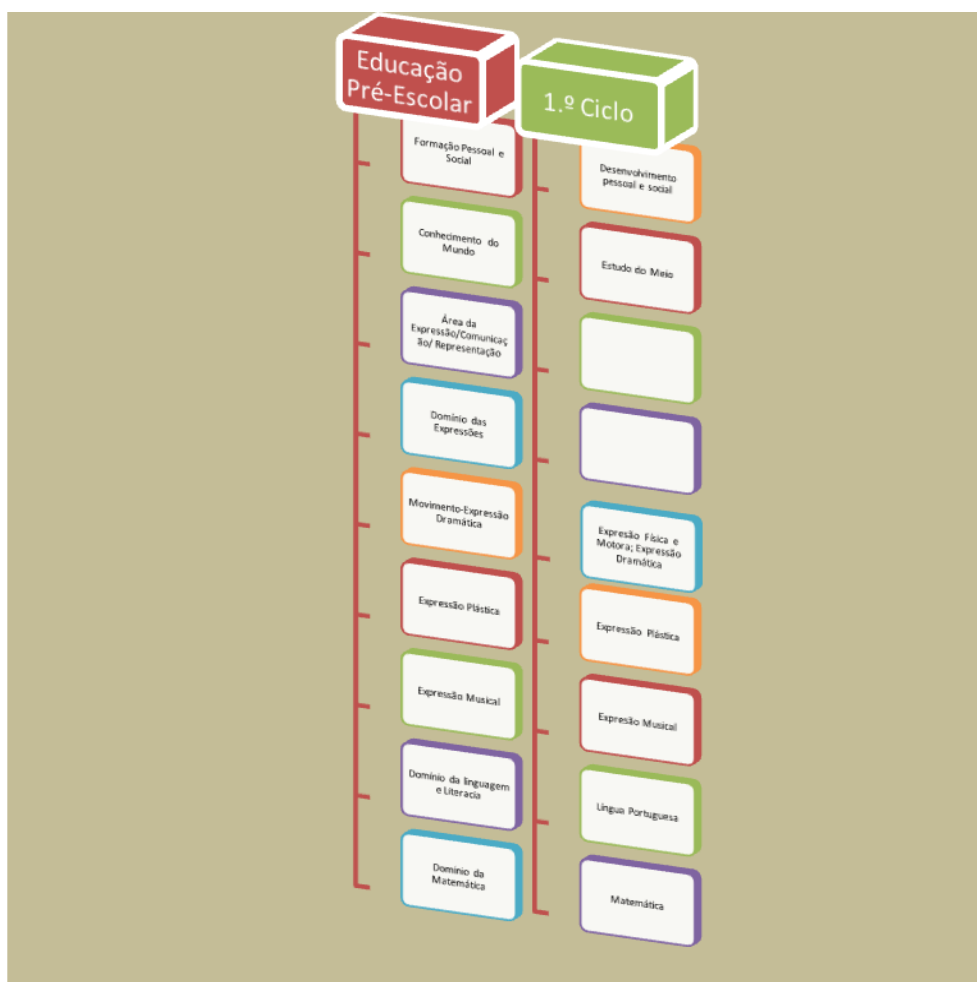 Educação
Pré-Escolar
Formação Pessoal e
Social
Conhecimento do
Mundo
Área da
Expressão/Comunicaç
ão/ Representação
Domínio das
Expressões
Movimento-Expressão
Dramática
Expressão Plástica
Expressão Musical
Domínio da linguagem
e Literacia
Domínio da
Matemática
1.º Ciclo
Desenvolvimento
pessoal e social
Estudo do Meio
Expresão Física e
Motora; Expressão
Dramática
Expressão Plástica
Expresão Musical
Língua Portuguesa
Matemática